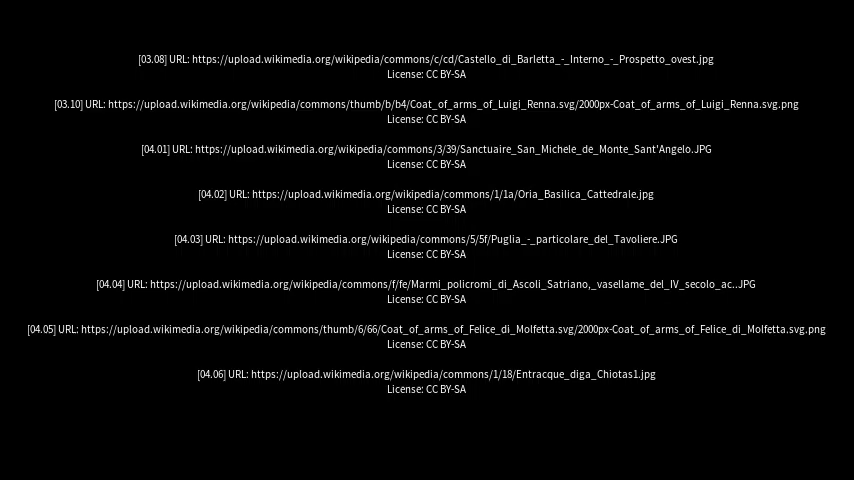 [03.08] URL: https://upload.wikimedia.org/wikipedia/commons/c/cd/Castello_di_Barletta_-_Interno_-_Prospetto_ovest.jpg
License: CC BY-SA
[03.10] URL: https://upload.wikimedia.org/wikipedia/commons/thumb/b/b4/Coat_of_arms_of_Luigi_Renna.svg/2000px-Coat_of_arms_of_Luigi_Renna.svg.png
License: CC BY-SA
[04.01] URL: https://upload.wikimedia.org/wikipedia/commons/3/39/Sanctuaire_San_Michele_de_Monte_Sant'Angelo.JPG
License: CC BY-SA
[04.02] URL: https://upload.wikimedia.org/wikipedia/commons/1/1a/Oria_Basilica_Cattedrale.jpg
License: CC BY-SA
[04.03] URL: https://upload.wikimedia.org/wikipedia/commons/5/5f/Puglia_-_particolare_del_Tavoliere.JPG
License: CC BY-SA
[04.04] URL: https://upload.wikimedia.org/wikipedia/commons/f/fe/Marmi_policromi_di_Ascoli_Satriano,_vasellame_del_IV_secolo_ac..JPG
License: CC BY-SA
[04.05] URL: https://upload.wikimedia.org/wikipedia/commons/thumb/6/66/Coat_of_arms_of_Felice_di_Molfetta.svg/2000px-Coat_of_arms_of_Felice_di_Molfetta.svg.png
License: CC BY-SA
[04.06] URL: https://upload.wikimedia.org/wikipedia/commons/1/18/Entracque_diga_Chiotas1.jpg
License: CC BY-SA